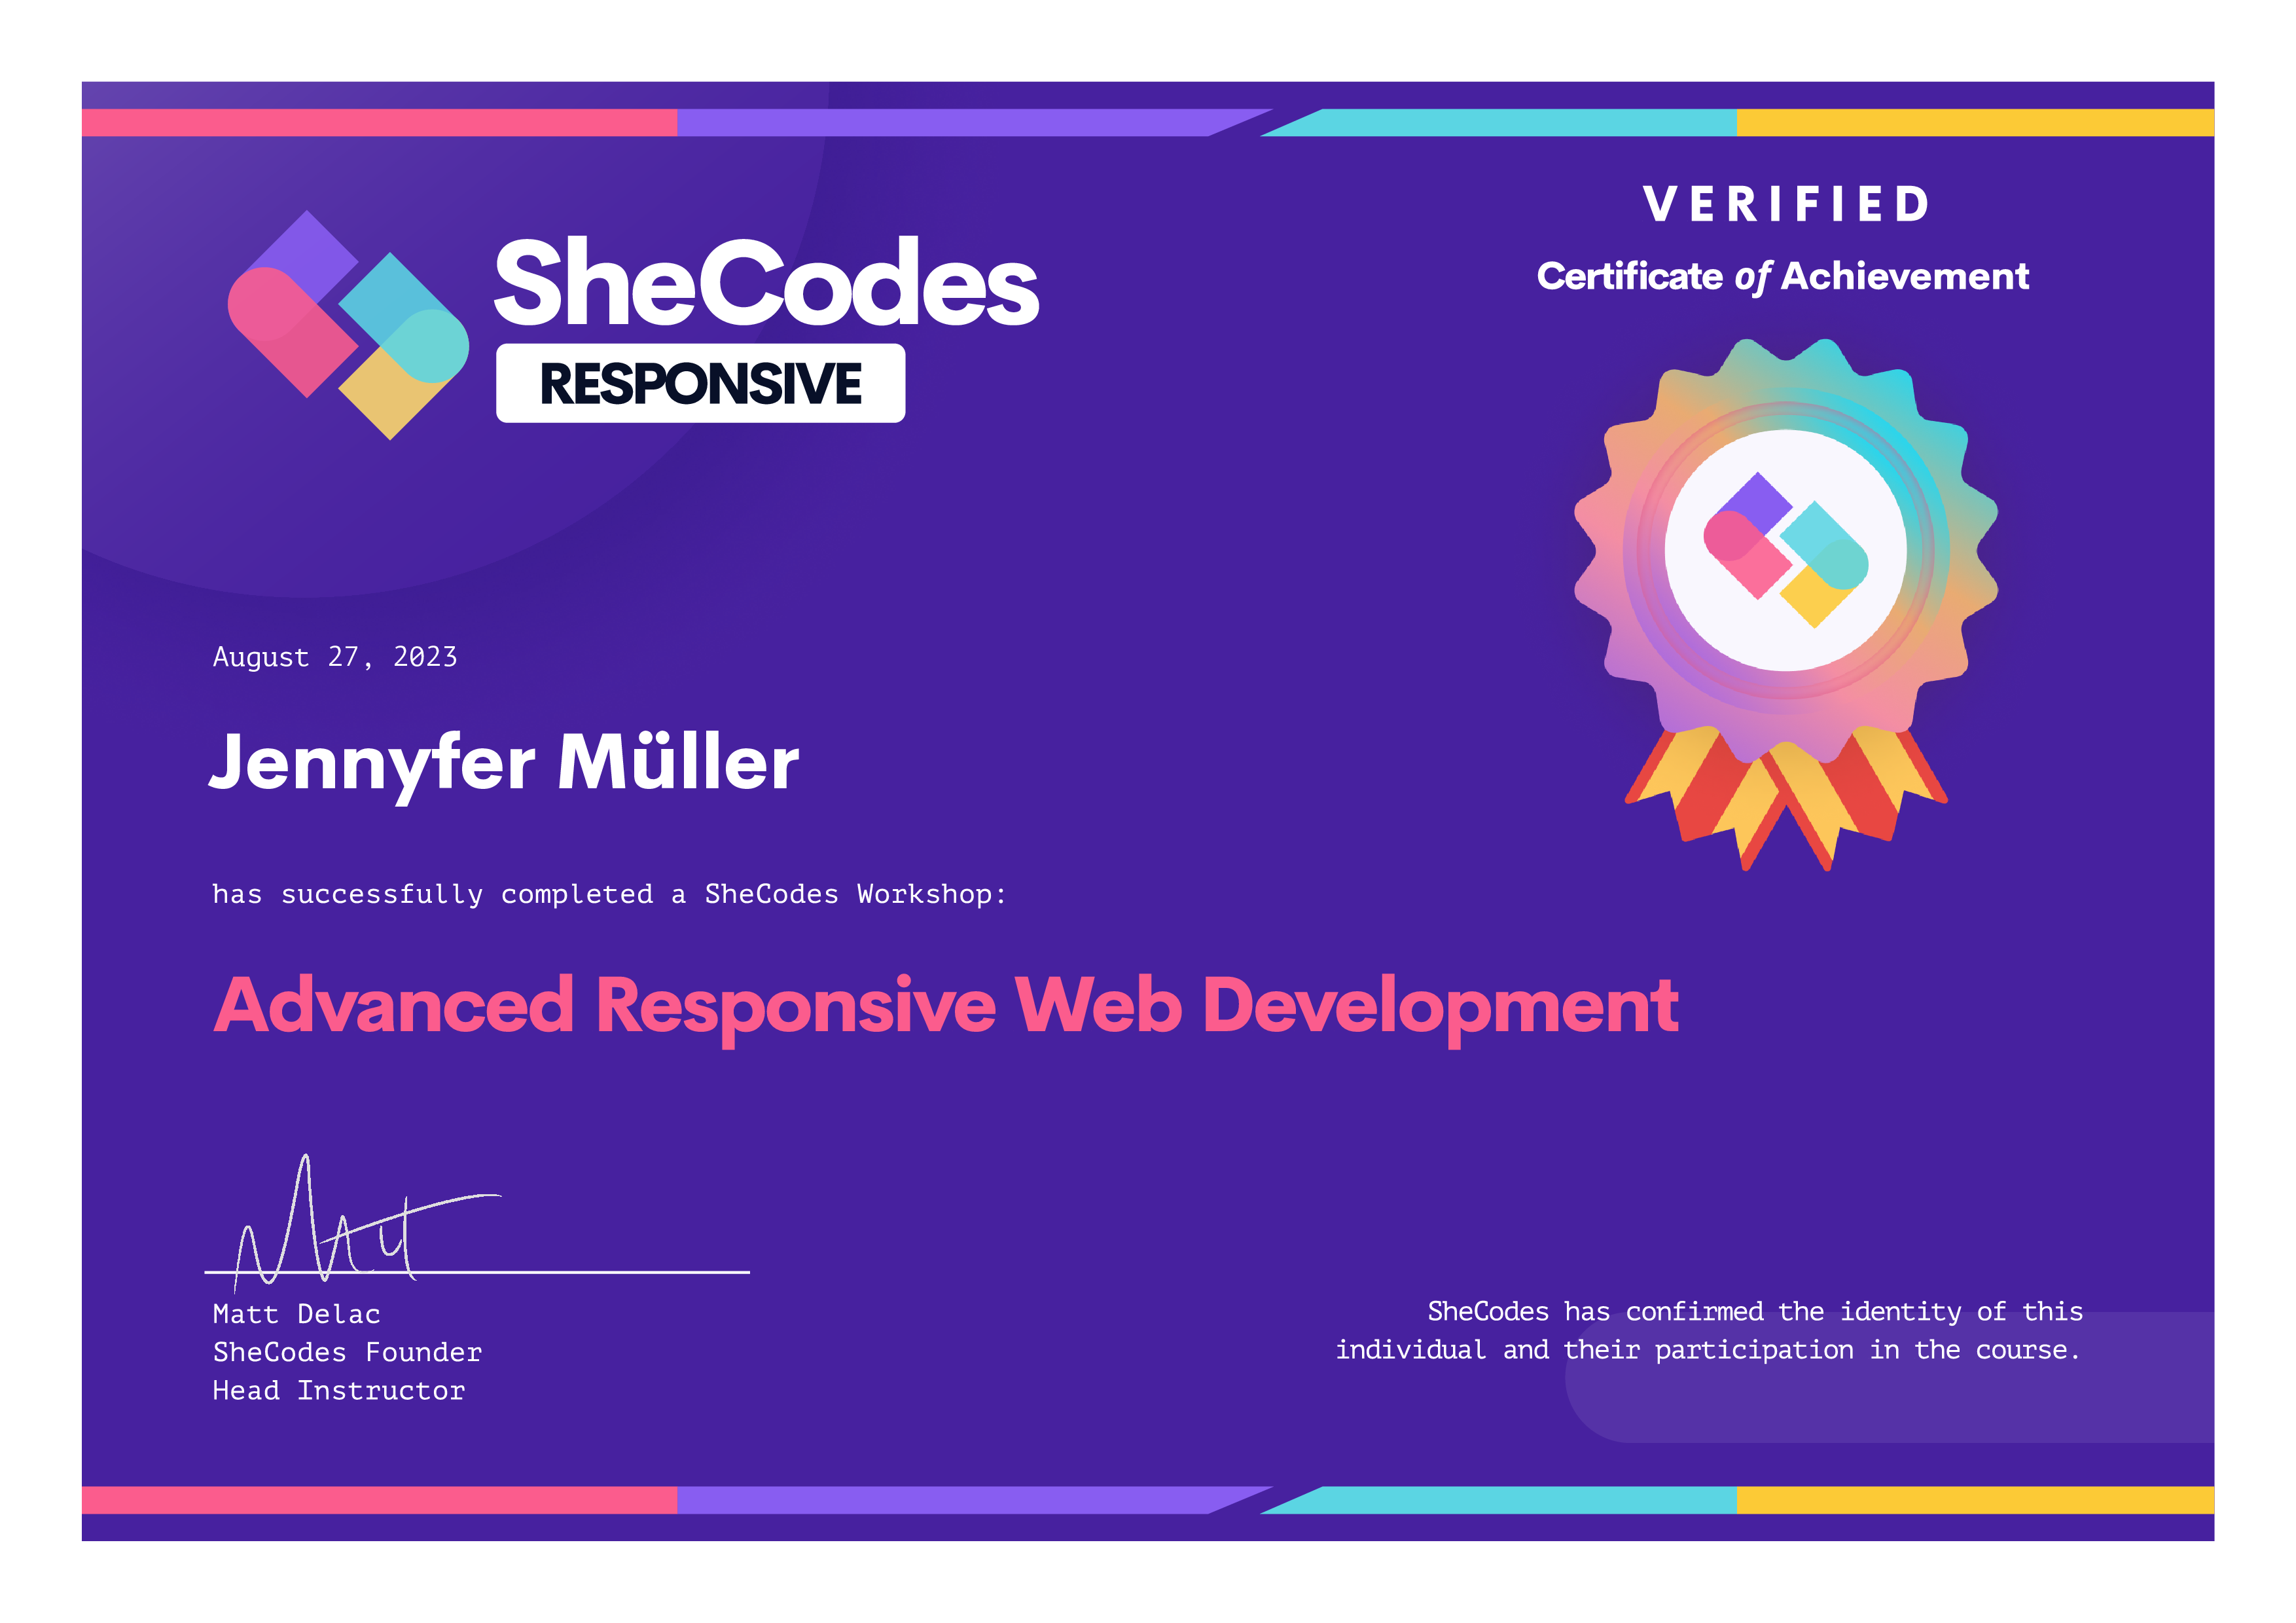 SheCodes
RESPONSIVE
VERIFIED
Certificate of Achievement
August 27, 2023
Jennyfer Müller
has successfully completed a SheCodes Workshop:
Advanced Responsive Web Development
Matt
Matt Delac
SheCodes Founder
Head Instructor
SheCodes has confirmed the identity of this
individual and their participation in the course.